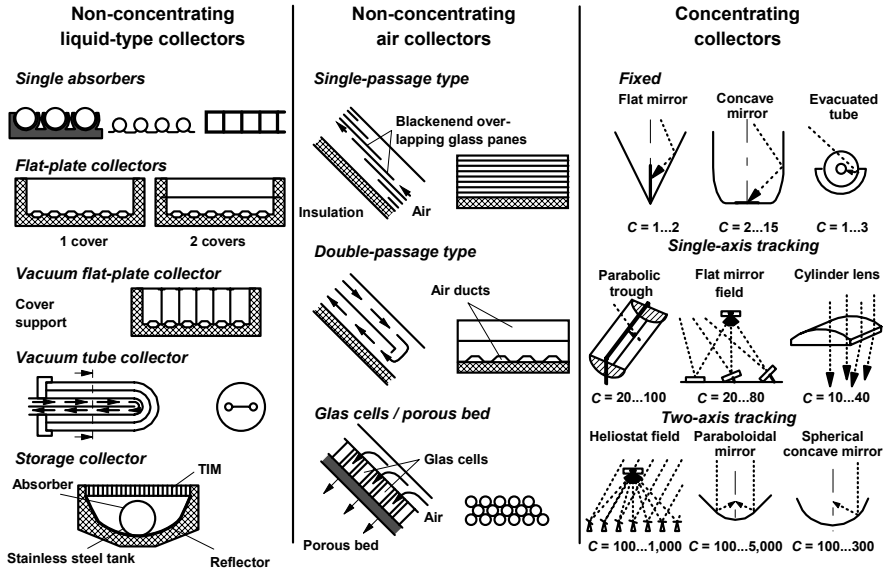 Non-concentrating
liquid-type collectors
Single absorbers
Flat-plate collectors
1 cover
2 covers
Vacuum flat-plate collector
Cover
support
Vacuum tube collector
Storage collector
TIM
Absorber
Stainless steel tank
Reflector
Non-concentrating
air collectors
Single-passage type
Blackenend over-
lapping glass panes
Insulation
Air
Double-passage type
Air ducts
Glas cells / porous bed
Glas cells
Air
Porous bed
Concentrating
collectors
Fixed
Flat mirror
Concave
mirror
Evacuated
tube
C = 1...2
C = 2...15
C = 1...3
Single-axis tracking
Parabolic
trough
Flat mirror
field
Cylinder lens
C = 20...100
C = 20...80
C = 10...40
Two-axis tracking
Heliostat field
Paraboloidal
mirror
Spherical
concave mirror
C = 100...1,000
C = 100...5,000
C = 100...300